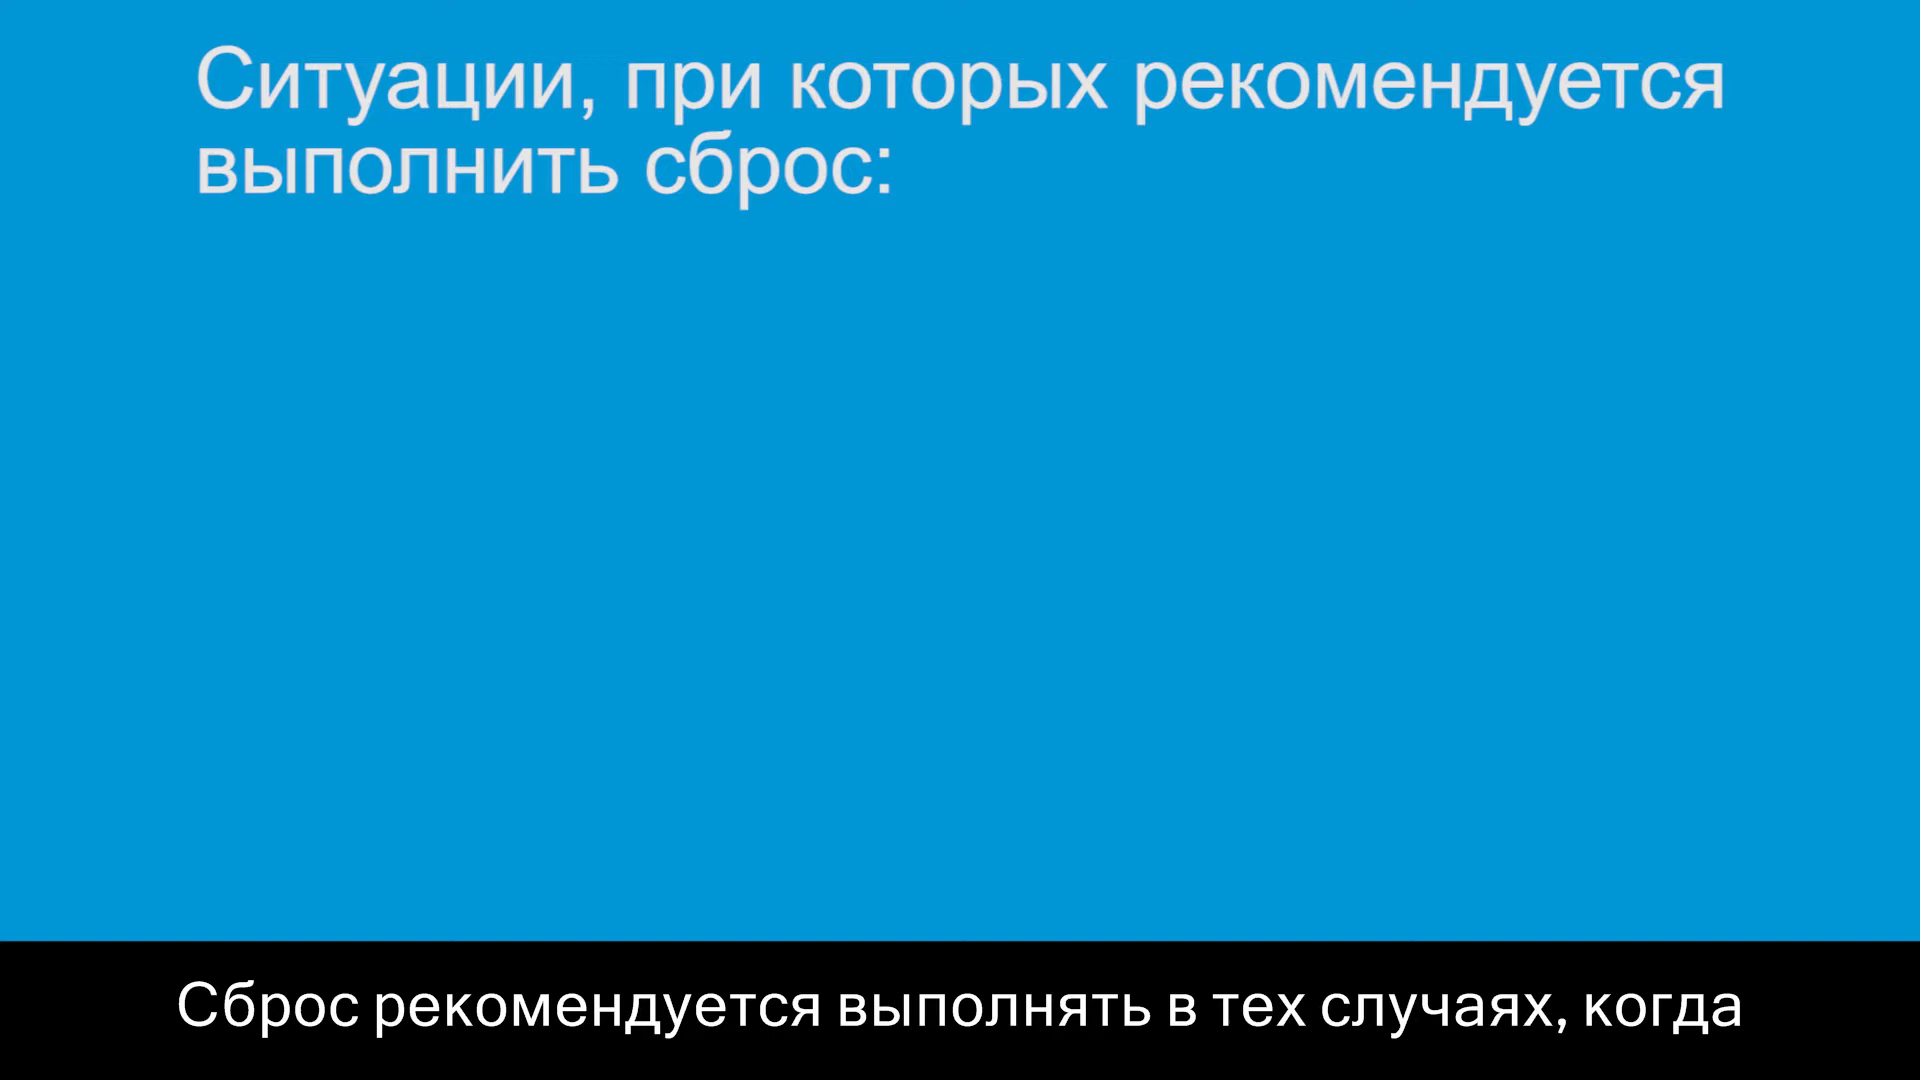 Ситуации, при которых рекомендуется
выполнить сброс:
Сброс рекомендуется выполнять в тех случаях, когда